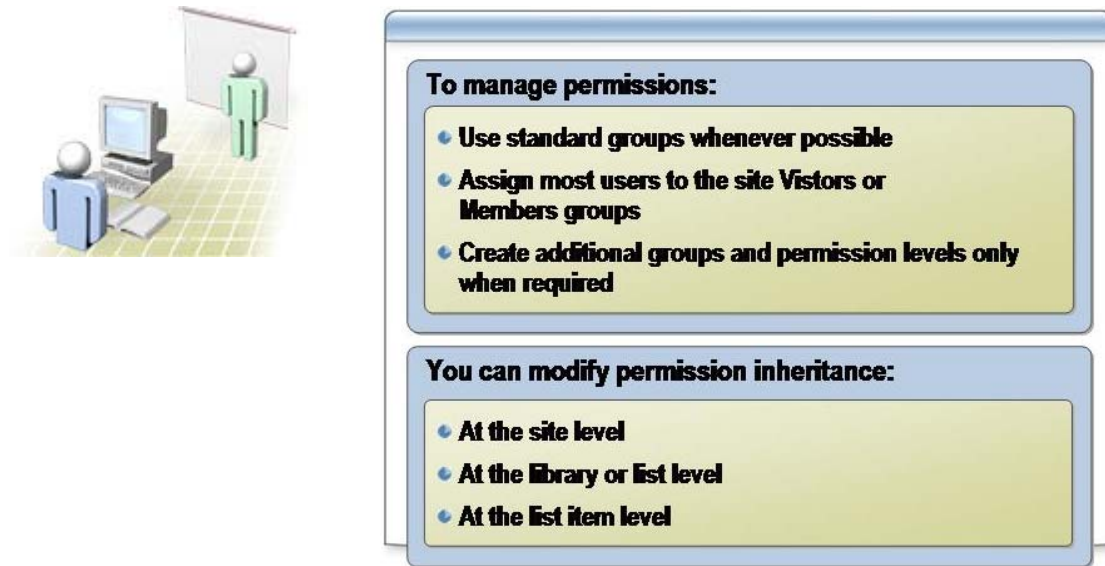 To manage permissions:
Use standard groups whenever possible
Assign most users to the site Vistors or
Members groups
Create additional groups and permission levels only
when required
You can modify permission inheritance:
At the site level
At the library or list level
At the list item level